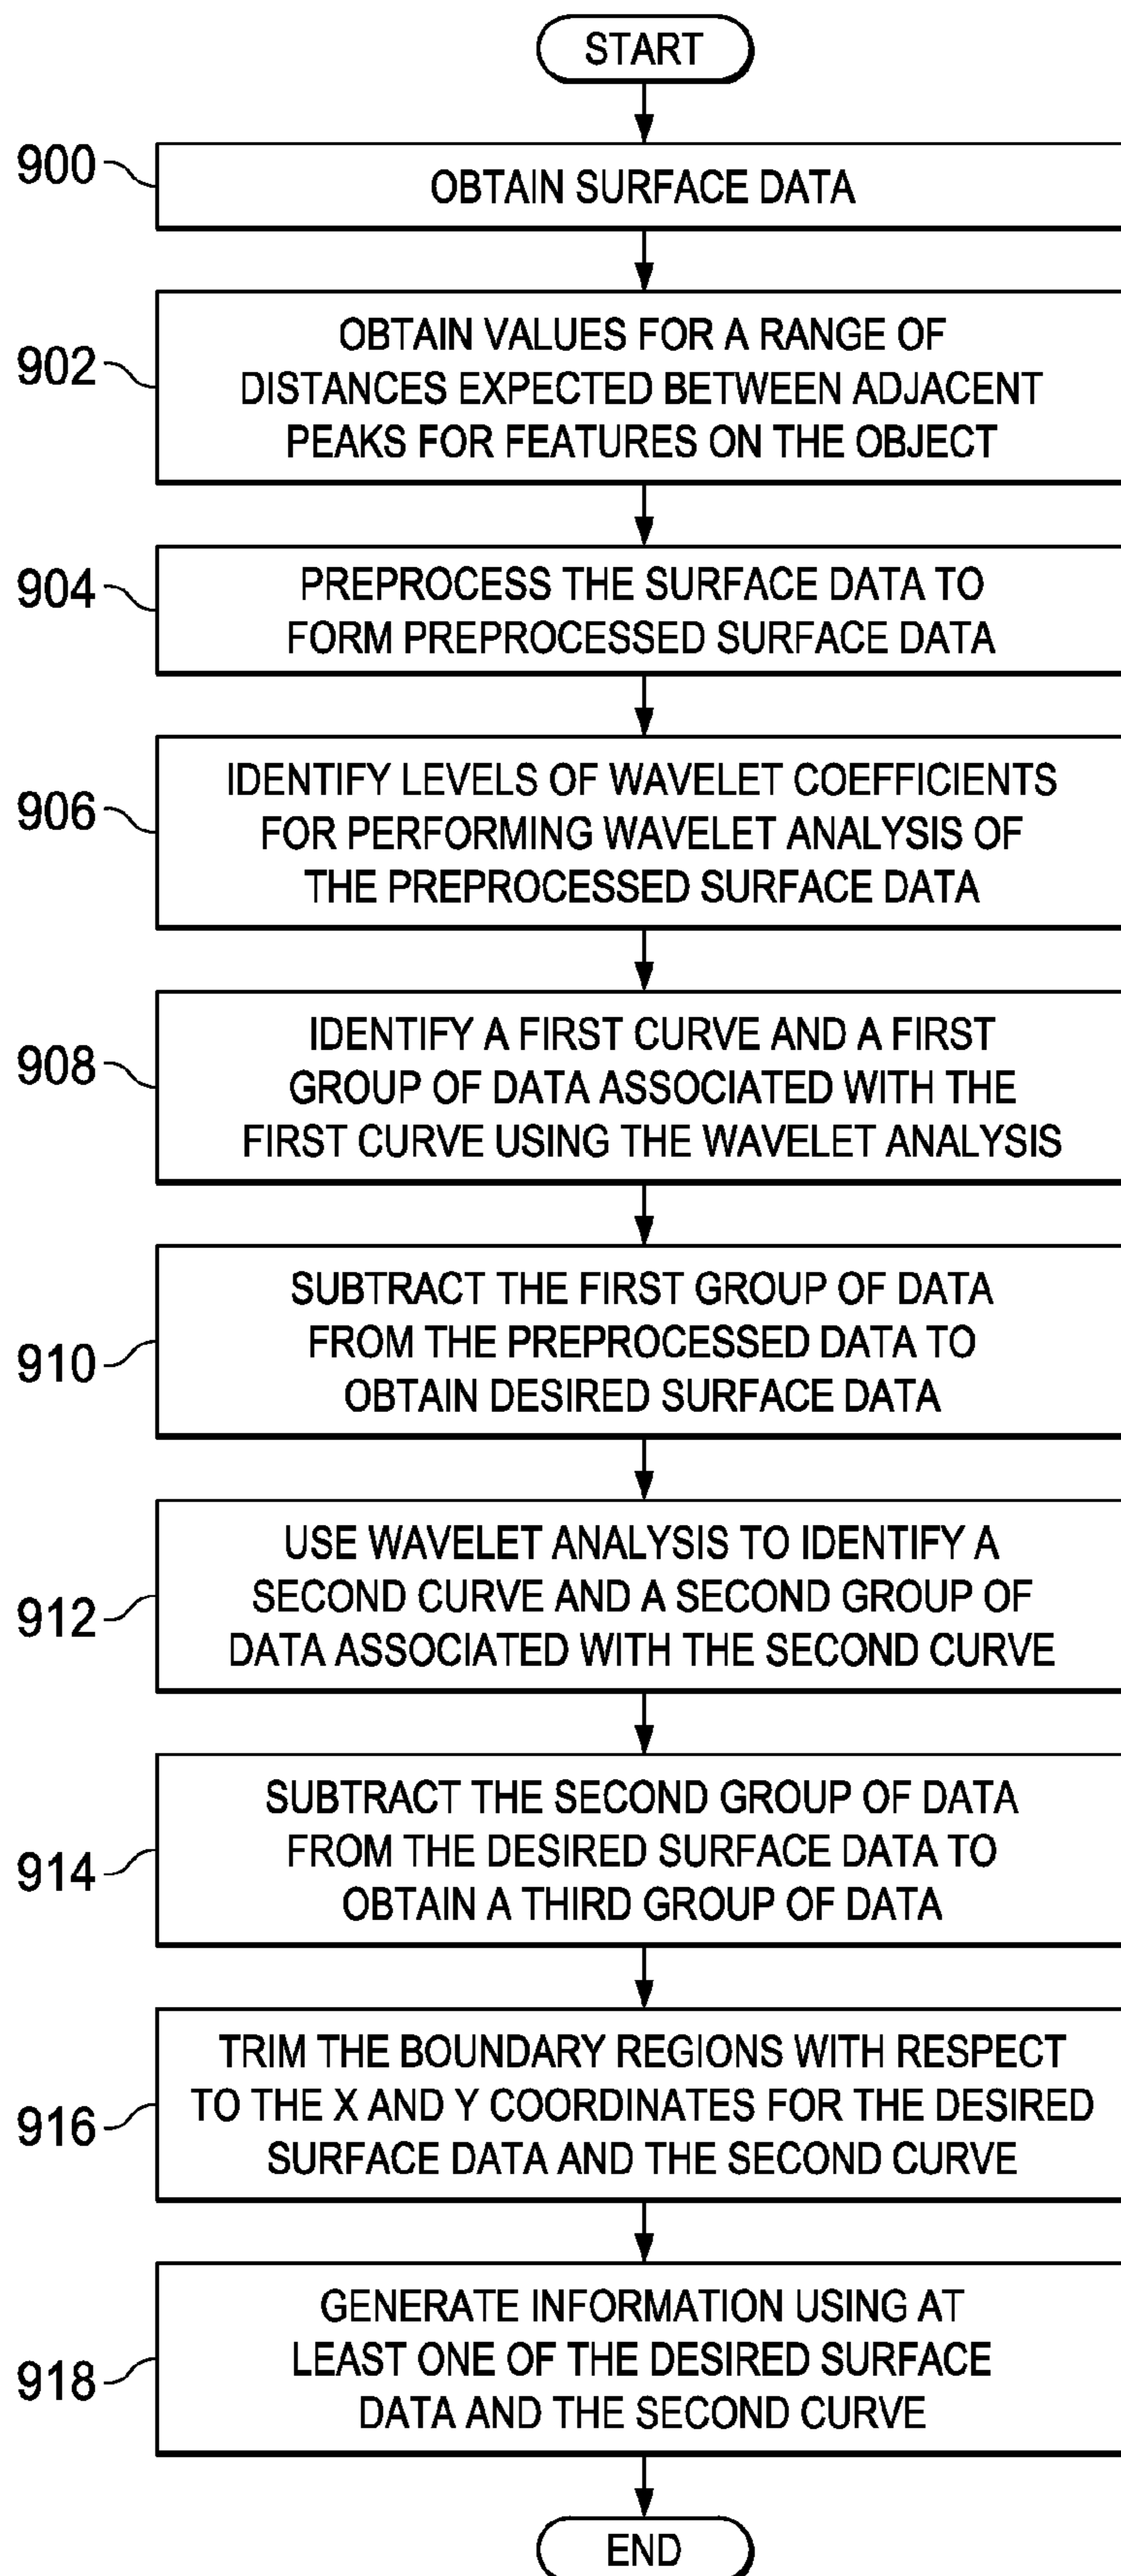 START
900
OBTAIN SURFACE DATA
902
OBTAIN VALUES FOR A RANGE OF
DISTANCES EXPECTED BETWEEN ADJACENT
PEAKS FOR FEATURES ON THE OBJECT
904
PREPROCESS THE SURFACE DATA TO
FORM PREPROCESSED SURFACE DATA
906
IDENTIFY LEVELS OF WAVELET COEFFICIENTS
FOR PERFORMING WAVELET ANALYSIS OF
THE PREPROCESSED SURFACE DATA
908
IDENTIFY A FIRST CURVE AND A FIRST
GROUP OF DATA ASSOCIATED WITH THE
FIRST CURVE USING THE WAVELET ANALYSIS
910
SUBTRACT THE FIRST GROUP OF DATA
FROM THE PREPROCESSED DATA TO
OBTAIN DESIRED SURFACE DATA
912
USE WAVELET ANALYSIS TO IDENTIFY A
SECOND CURVE AND A SECOND GROUP OF
DATA ASSOCIATED WITH THE SECOND CURVE
914
SUBTRACT THE SECOND GROUP OF DATA
FROM THE DESIRED SURFACE DATA TO
OBTAIN A THIRD GROUP OF DATA
916
TRIM THE BOUNDARY REGIONS WITH RESPECT
TO THE X AND Y COORDINATES FOR THE DESIRED
SURFACE DATA AND THE SECOND CURVE
918
GENERATE INFORMATION USING AT
LEAST ONE OF THE DESIRED SURFACE
DATA AND THE SECOND CURVE
END